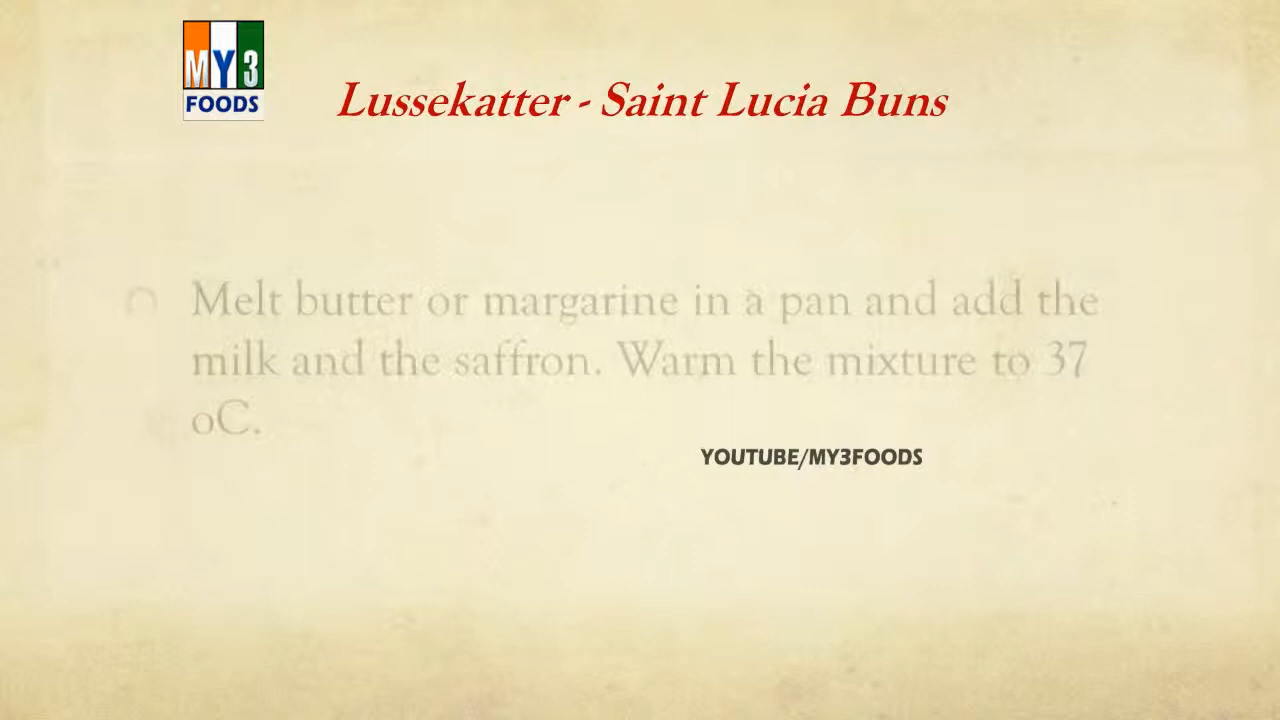 MY3
FOODS
Lussekatter - Saint Lucia Buns
Melt butter or margarine in a pan and add the
milk and the saffron. Warm the mixture to 37
oC.
YOUTUBE/MY3FOODS